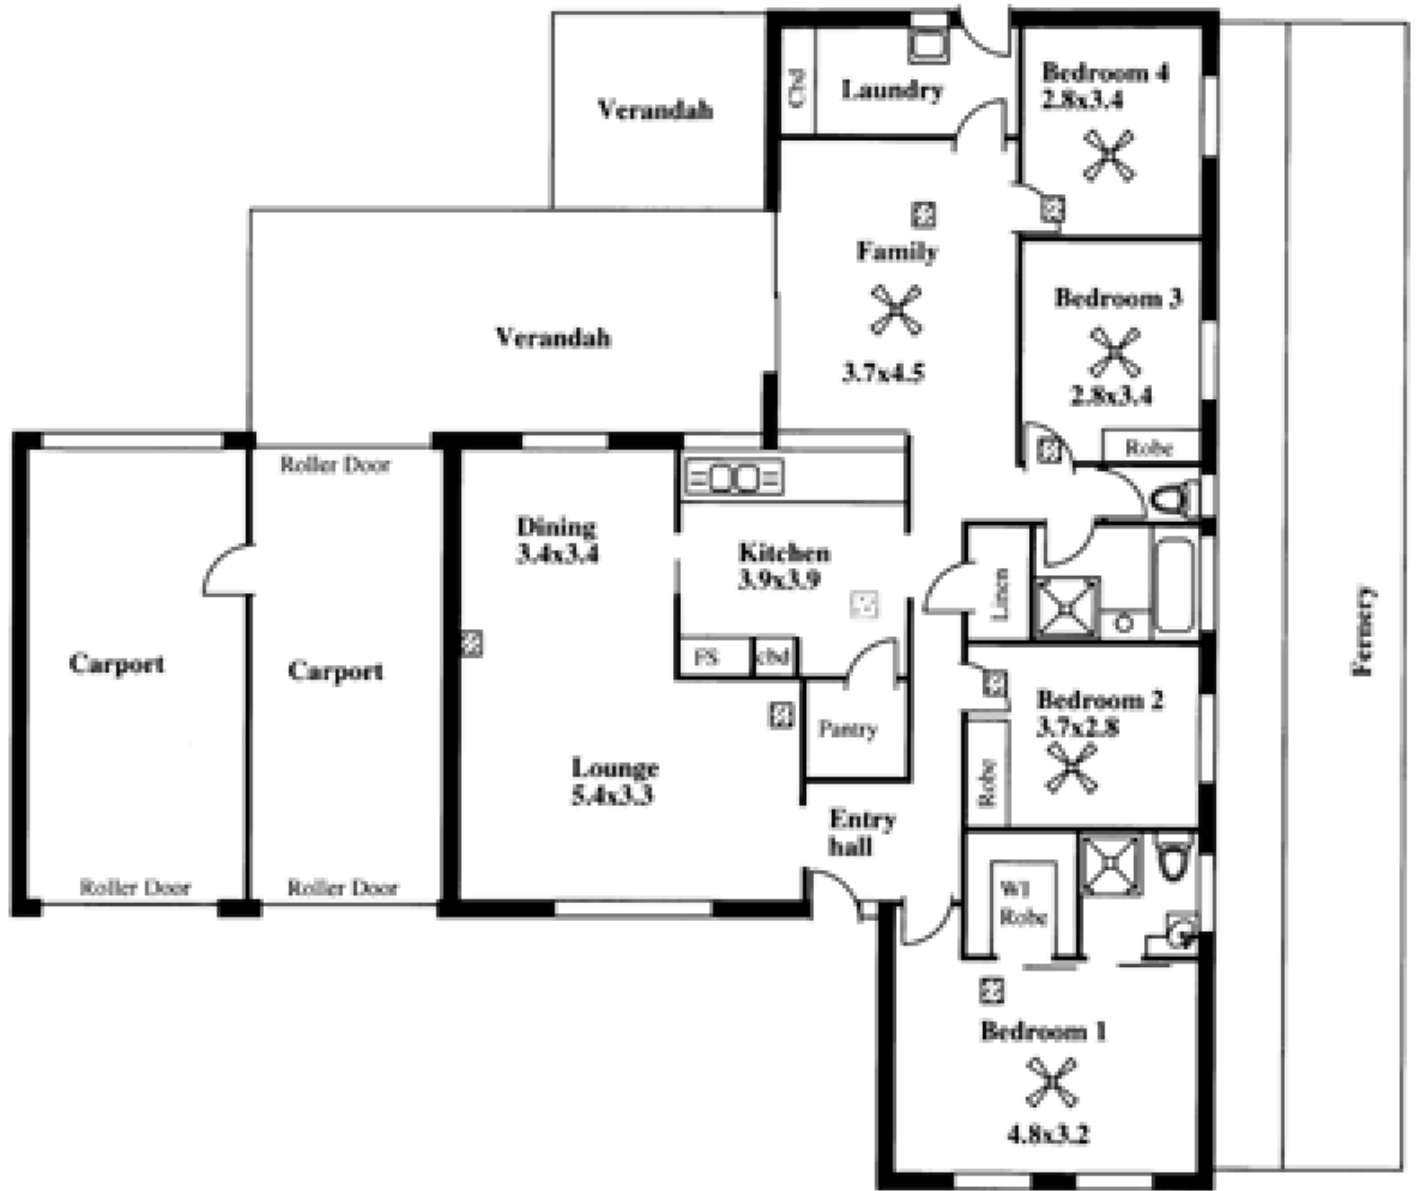 Verandah
Cbd
Laundry
Bedroom 4
2.8x3.4
Family
3.7x4.5
Verandah
Bedroom 3
2.8x3.4
Robe
Roller Door
Dining
3.4x3.4
Kitchen
3.9x3.9
Linen
Fernery
Carport
Carport
FS
cbd
Pantry
Bedroom 2
3.7x2.8
Robe
Lounge
5.4x3.3
Entry
hall
Roller Door
Roller Door
WI
Robe
Bedroom 1
4.8x3.2